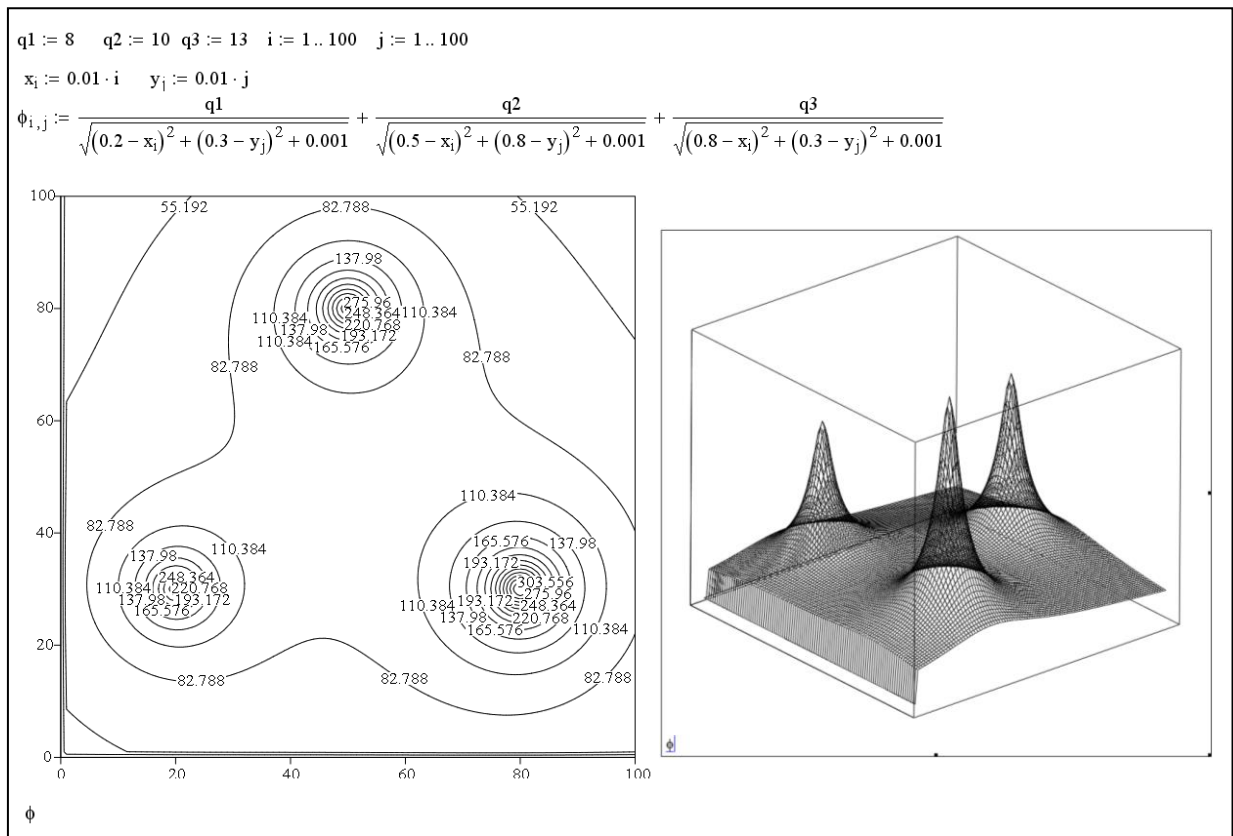 q1 := 8 q2 := 10 q3 := 13 i := 1 .. 100 j := 1 .. 100
x_i := 0.01 · i y_j := 0.01 · j
ϕ_{i,j} := q1 / √((0.2 − x_i)^2 + (0.3 − y_j)^2 + 0.001) + q2 / √((0.5 − x_i)^2 + (0.8 − y_j)^2 + 0.001) + q3 / √((0.8 − x_i)^2 + (0.3 − y_j)^2 + 0.001)
100
55.192 82.788 55.192
137.98
80
275.96
110.384 248.364 110.384
137.98 220.768
110.384 193.172
165.576
82.788 82.788
60
110.384
82.788
40
110.384 165.576 137.98
137.98 193.172
248.364 303.556
110.384 220.768 275.96
137.98 193.172 110.384 193.172 248.364
165.576 137.98 220.768
165.576 110.384
20
82.788 82.788 82.788
0
0 20 40 60 80 100
ϕ
ϕ